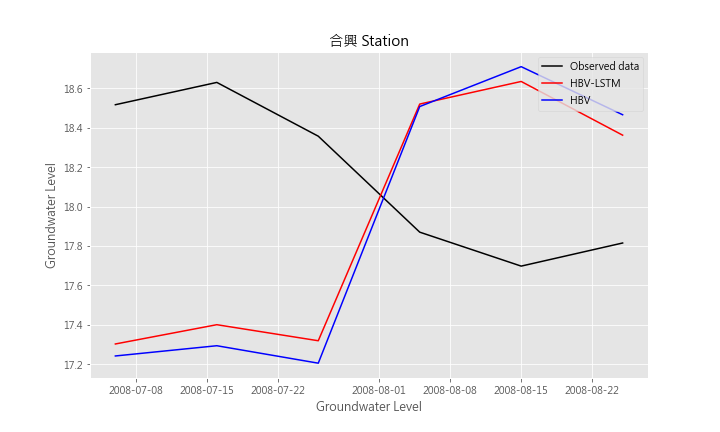 合興 Station
Observed data
HBV-LSTM
HBV
Groundwater Level
18.6
18.4
18.2
18.0
17.8
17.6
17.4
17.2
2008-07-08
2008-07-15
2008-07-22
2008-08-01
2008-08-08
2008-08-15
2008-08-22
Groundwater Level